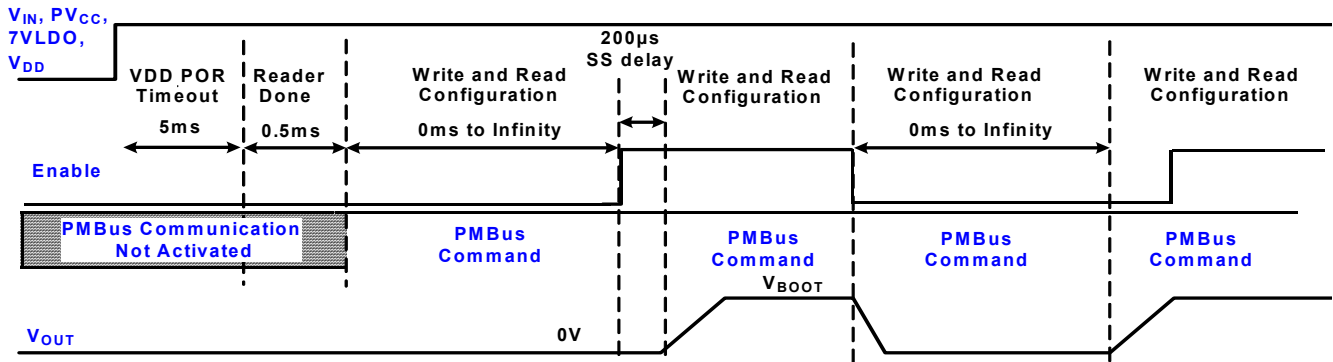 VIN, PVCC,
7VLDO,
VDD
VDD POR
Timeout
5ms
Reader
Done
0.5ms
Write and Read
Configuration
0ms to Infinity
200µs
SS delay
Write and Read
Configuration
Write and Read
Configuration
0ms to Infinity
Write and Read
Configuration
Enable
PMBus Communication
Not Activated
PMBus
Command
PMBus
Command
PMBus
Command
PMBus
Command
VBOOT
VOUT
0V